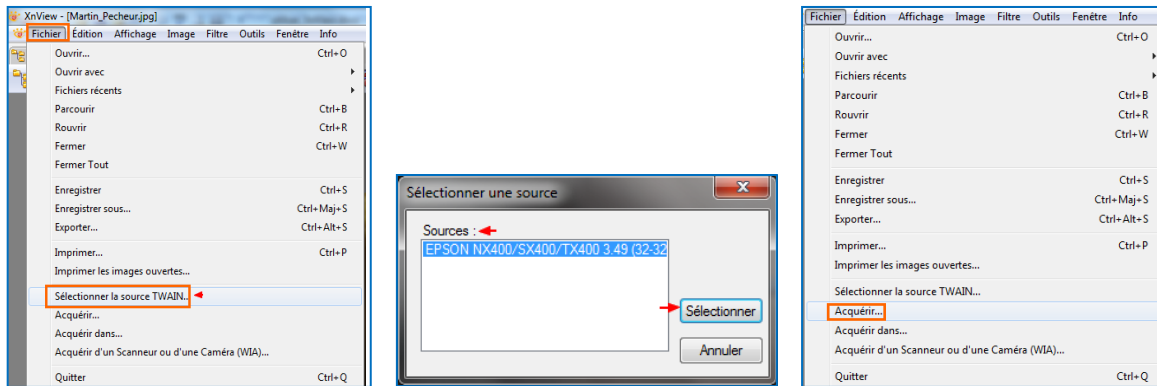 XnView - [Martin_Pecheur.jpg]
Fichier Édition Affichage Image Filtre Outils Fenêtre Info
Ouvrir... Ctrl+O
Ouvrir avec
Fichiers récents
Parcourir Ctrl+B
Rouvrir Ctrl+R
Fermer Ctrl+W
Fermer Tout
Enregistrer Ctrl+S
Enregistrer sous... Ctrl+Maj+S
Exporter... Ctrl+Alt+S
Imprimer... Ctrl+P
Imprimer les images ouvertes...
Sélectionner la source TWAIN...
Acquérir...
Acquérir dans...
Acquérir d'un Scanneur ou d'une Caméra (WIA)...
Quitter Ctrl+Q
Sélectionner une source
Sources :
EPSON NX400/SX400/TX400 3.49 (32-32
Sélectionner
Annuler
Fichier Édition Affichage Image Filtre Outils Fenêtre Info
Ouvrir... Ctrl+O
Ouvrir avec
Fichiers récents
Parcourir Ctrl+B
Rouvrir Ctrl+R
Fermer Ctrl+W
Fermer Tout
Enregistrer Ctrl+S
Enregistrer sous... Ctrl+Maj+S
Exporter... Ctrl+Alt+S
Imprimer... Ctrl+P
Imprimer les images ouvertes...
Sélectionner la source TWAIN...
Acquérir...
Acquérir dans...
Acquérir d'un Scanneur ou d'une Caméra (WIA)...
Quitter Ctrl+Q